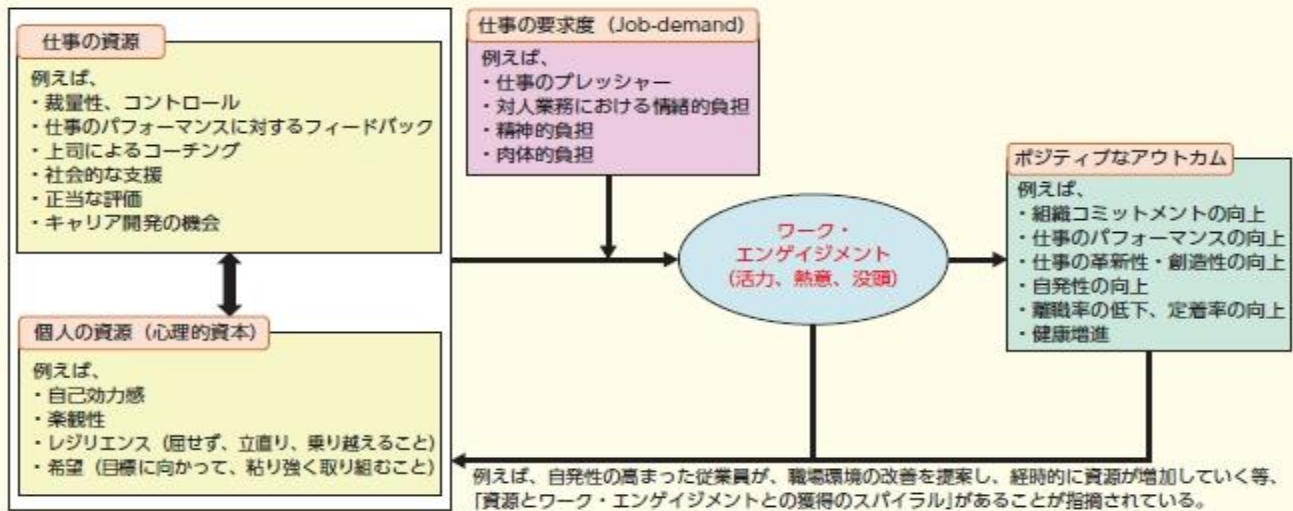 仕事の資源
例えば、
・裁量性、コントロール
・仕事のパフォーマンスに対するフィードバック
・上司によるコーチング
・社会的な支援
・正当な評価
・キャリア開発の機会
個人の資源（心理的資本）
例えば、
・自己効力感
・楽観性
・レジリエンス（屈せず、立直り、乗り越えること）
・希望（目標に向かって、粘り強く取り組むこと）
仕事の要求度（Job-demand）
例えば、
・仕事のプレッシャー
・対人業務における情緒的負担
・精神的負担
・肉体的負担
ワーク・
エンゲイジメント
（活力、熱意、没頭）
ポジティブなアウトカム
例えば、
・組織コミットメントの向上
・仕事のパフォーマンスの向上
・仕事の革新性・創造性の向上
・自発性の向上
・離職率の低下、定着率の向上
・健康増進
例えば、自発性の高まった従業員が、職場環境の改善を提案し、経時的に資源が増加していく等、
「資源とワーク・エンゲイジメントとの獲得のスパイラル」があることが指摘されている。